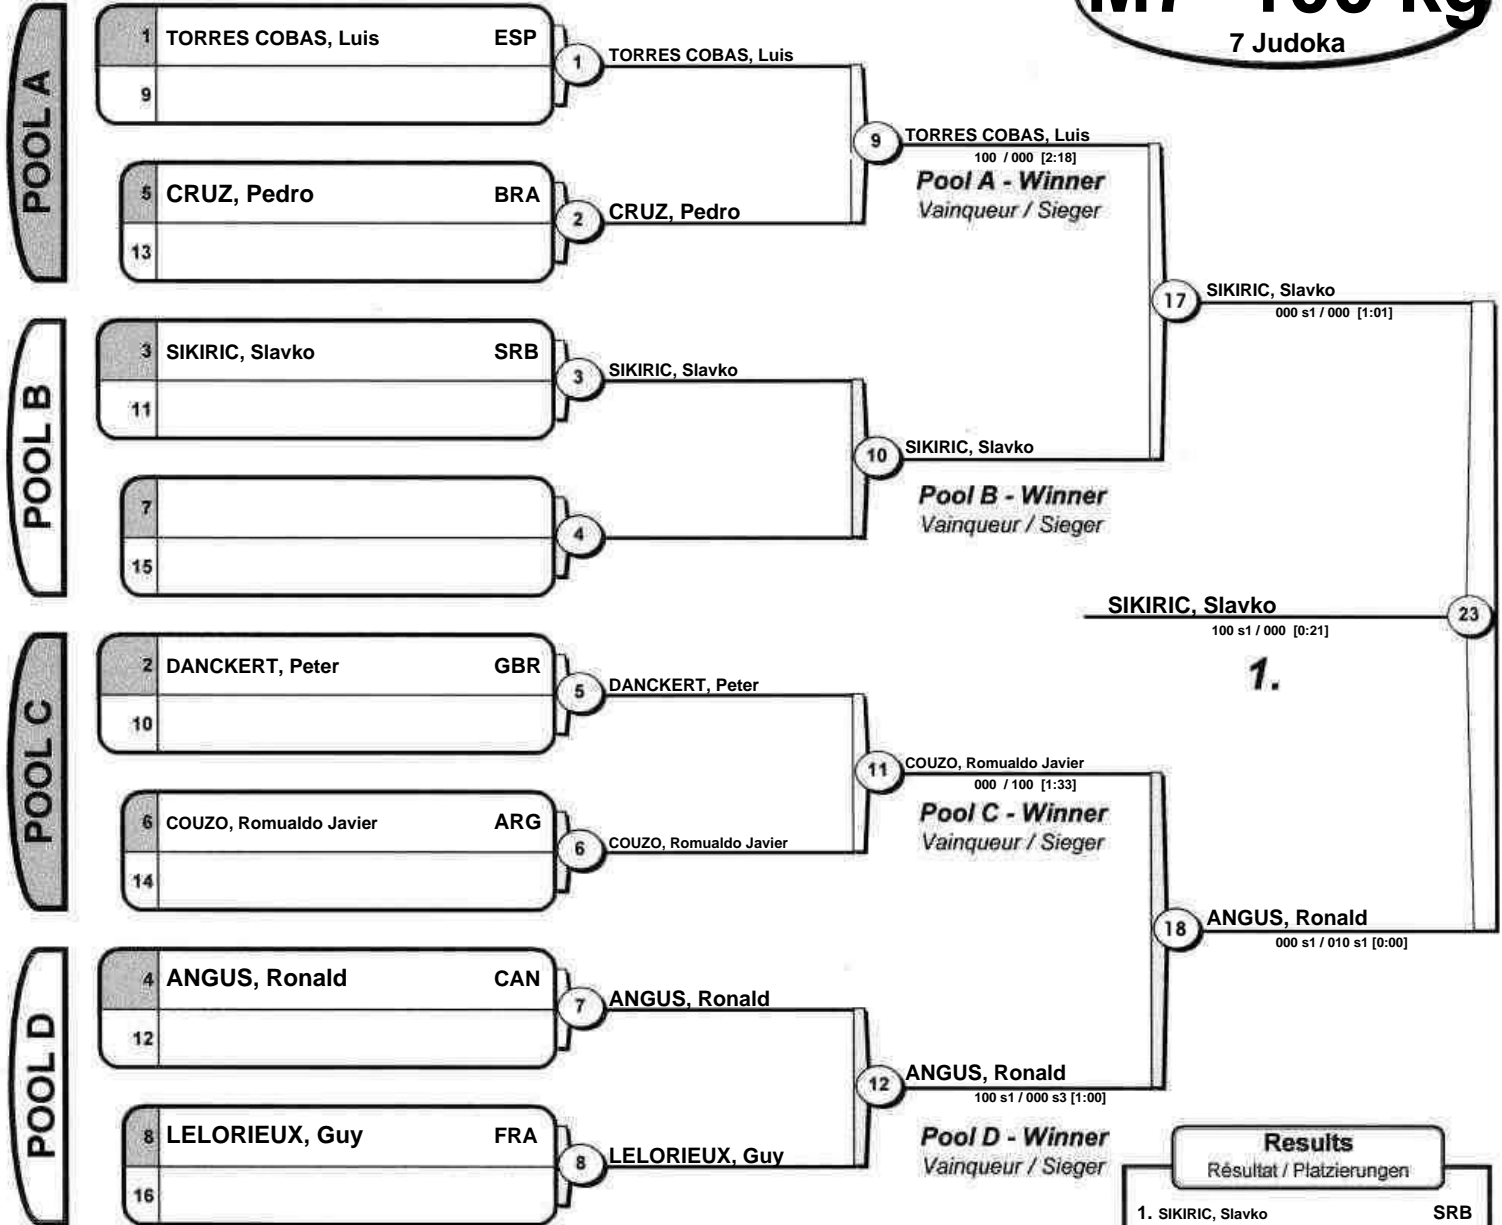 M7 -100 kg
7 Judoka
POOL A
1 TORRES COBAS, Luis ESP
9
1 TORRES COBAS, Luis
5 CRUZ, Pedro BRA
13
2 CRUZ, Pedro
9 TORRES COBAS, Luis
100 / 000 [2:18]
Pool A - Winner
Vainqueur / Sieger
POOL B
3 SIKIRIC, Slavko SRB
11
3 SIKIRIC, Slavko
7
15
4
10 SIKIRIC, Slavko
Pool B - Winner
Vainqueur / Sieger
17 SIKIRIC, Slavko
000 s1 / 000 [1:01]
SIKIRIC, Slavko 23
100 s1 / 000 [0:21]
1.
POOL C
2 DANCKERT, Peter GBR
10
5 DANCKERT, Peter
6 COUZO, Romualdo Javier ARG
14
6 COUZO, Romualdo Javier
11 COUZO, Romualdo Javier
000 / 100 [1:33]
Pool C - Winner
Vainqueur / Sieger
18 ANGUS, Ronald
000 s1 / 010 s1 [0:00]
POOL D
4 ANGUS, Ronald CAN
12
7 ANGUS, Ronald
8 LELORIEUX, Guy FRA
16
8 LELORIEUX, Guy
12 ANGUS, Ronald
100 s1 / 000 s3 [1:00]
Pool D - Winner
Vainqueur / Sieger
Results
Résultat / Platzierungen
1. SIKIRIC, Slavko SRB